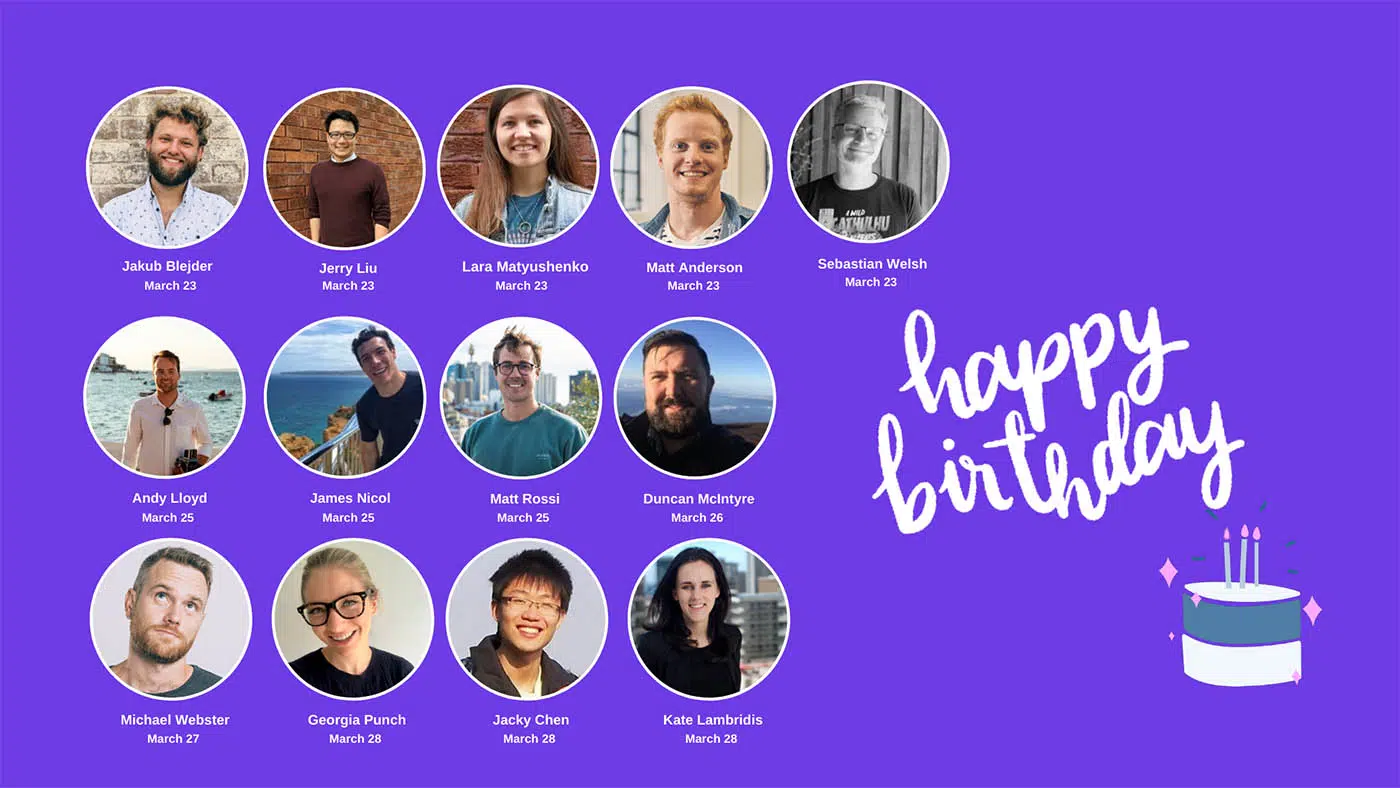 Jakub Blejder
March 23
Jerry Liu
March 23
Lara Matyushenko
March 23
Matt Anderson
March 23
Sebastian Welsh
March 23
I WILD
CATHULHU
Andy Lloyd
March 25
James Nicol
March 25
Matt Rossi
March 25
Duncan McIntyre
March 26
happy
birthday
Michael Webster
March 27
Georgia Punch
March 28
Jacky Chen
March 28
Kate Lambridis
March 28